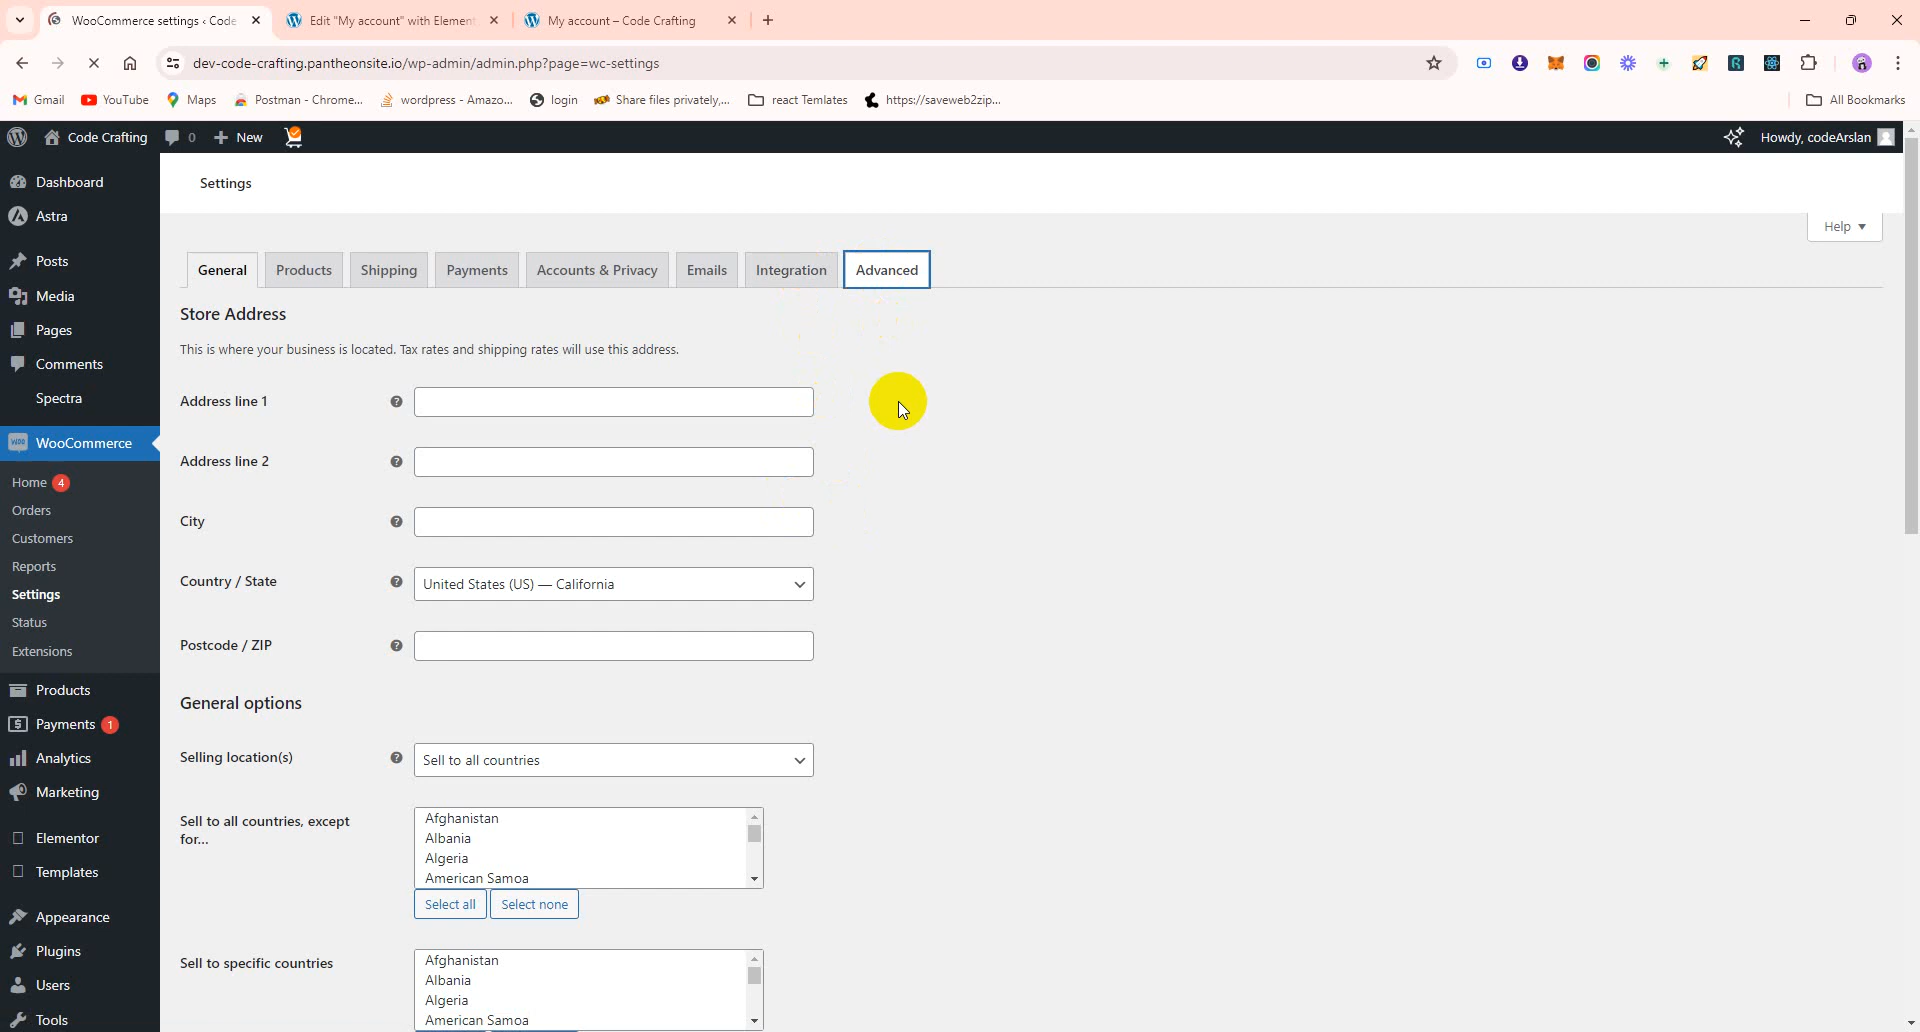 WooCommerce settings ‹ Code
Edit "My account" with Element
My account – Code Crafting
dev-code-crafting.pantheonsite.io/wp-admin/admin.php?page=wc-settings
Gmail
YouTube
Maps
Postman - Chrome...
wordpress - Amazo...
login
Share files privately,...
react Temlates
https://saveweb2zip...
All Bookmarks
Code Crafting
0
New
Howdy, codeArslan
Dashboard
Astra
Posts
Media
Pages
Comments
Spectra
WooCommerce
Home 4
Orders
Customers
Reports
Settings
Status
Extensions
Products
Payments 1
Analytics
Marketing
Elementor
Templates
Appearance
Plugins
Users
Tools
Settings
Help
General
Products
Shipping
Payments
Accounts & Privacy
Emails
Integration
Advanced
Store Address
This is where your business is located. Tax rates and shipping rates will use this address.
Address line 1
Address line 2
City
Country / State
United States (US) — California
Postcode / ZIP
General options
Selling location(s)
Sell to all countries
Sell to all countries, except
for...
Afghanistan
Albania
Algeria
American Samoa
Select all
Select none
Sell to specific countries
Afghanistan
Albania
Algeria
American Samoa